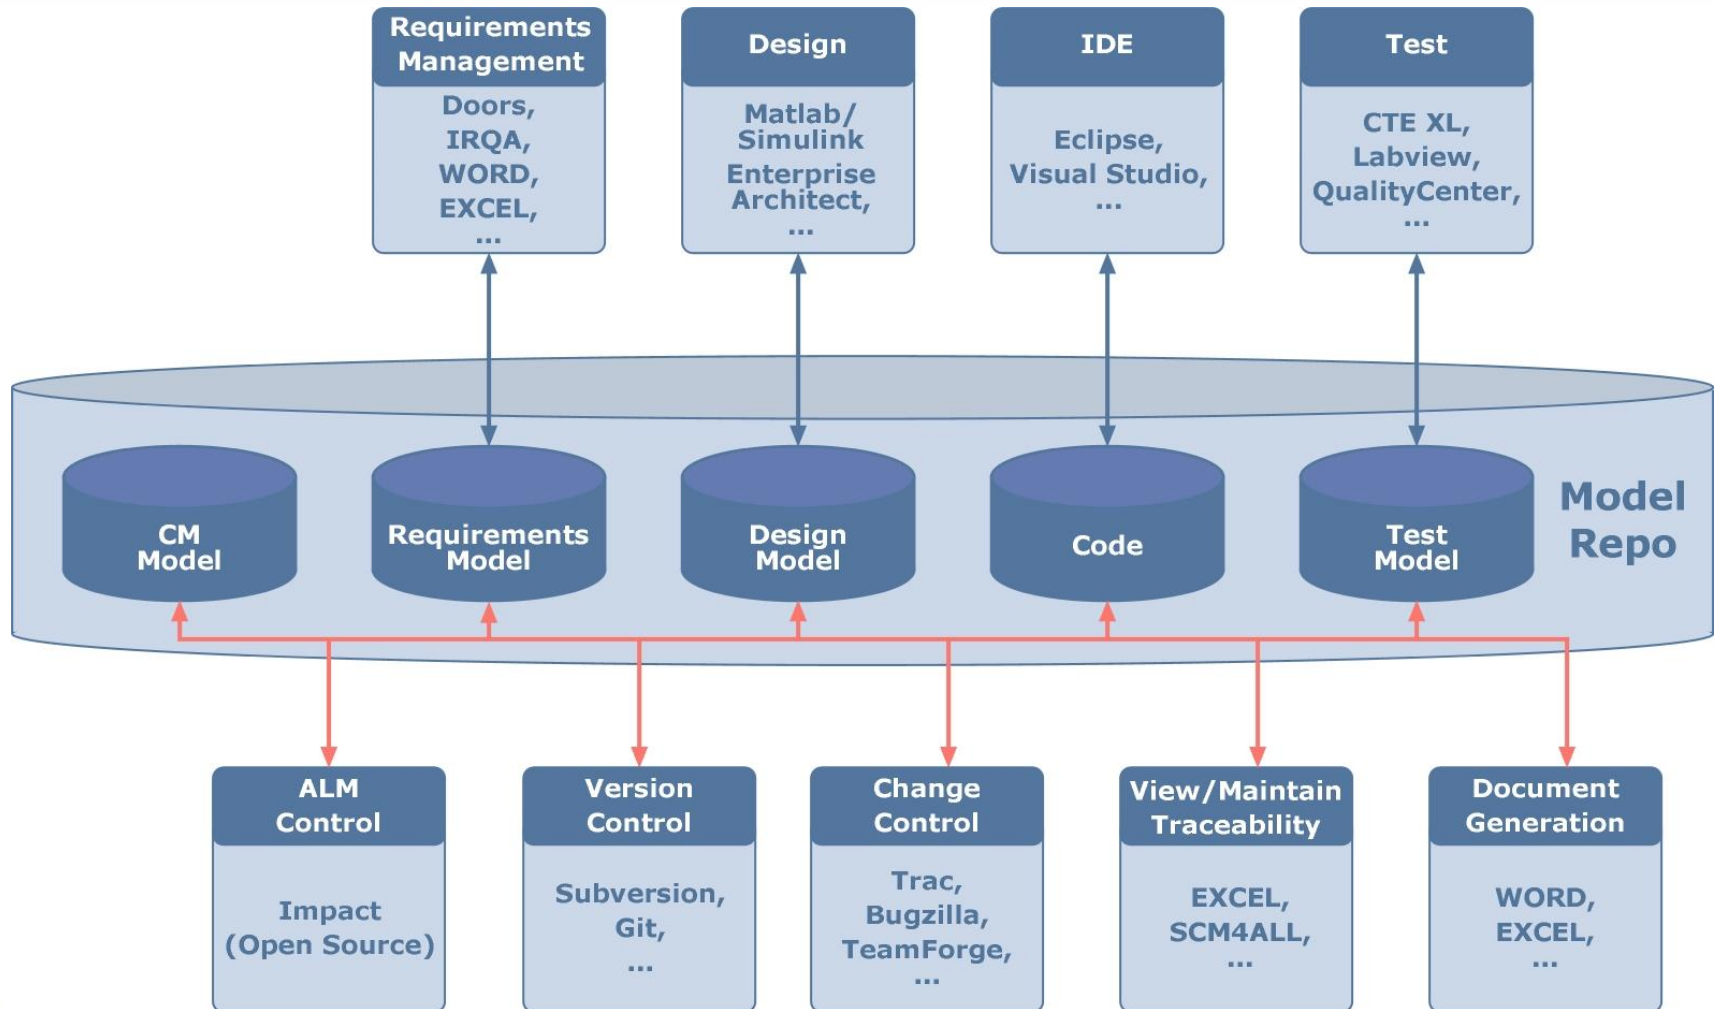 Requirements
Management
Doors,
IRQA,
WORD,
EXCEL,
...
Design
Matlab/
Simulink
Enterprise
Architect,
...
IDE
Eclipse,
Visual Studio,
...
Test
CTE XL,
Labview,
QualityCenter,
...
CM
Model
Requirements
Model
Design
Model
Code
Test
Model
Model
Repo
ALM
Control
Impact
(Open Source)
Version
Control
Subversion,
Git,
...
Change
Control
Trac,
Bugzilla,
TeamForge,
...
View/Maintain
Traceability
EXCEL,
SCM4ALL,
...
Document
Generation
WORD,
EXCEL,
...